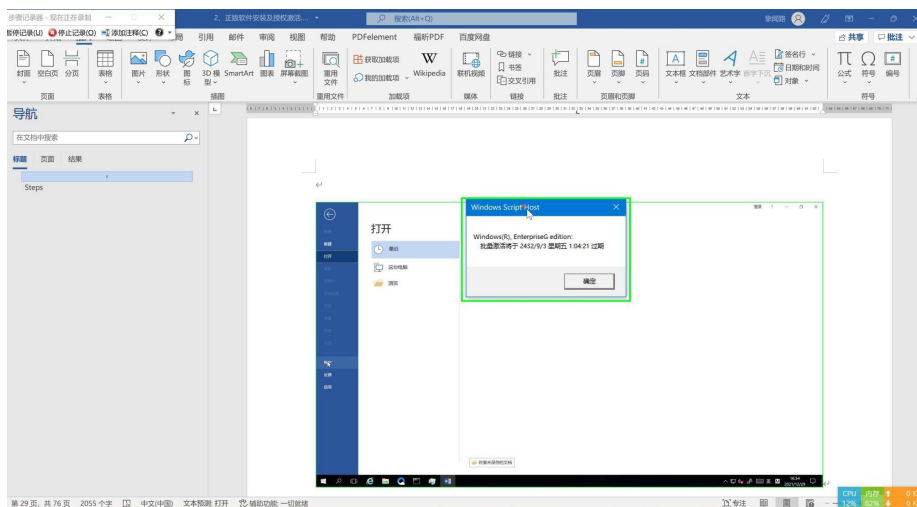 步骤记录器 - 现在正在录制
2、正版软件安装及授权激活....
搜索(Alt+Q)
暂停记录(U) 停止记录(O) 添加注释(C)
引用 邮件 审阅 视图 帮助 PDFelement 福昕PDF 百度网盘
共享 批注
封面 空白页 分页 表格 图片 形状 图标 3D 模型 SmartArt 图表 屏幕截图 重用文件
获取加载项
我的加载项
Wikipedia 联机视频
链接
书签
交叉引用
批注 页眉 页脚 页码 文本框 文档部件 艺术字 首字下沉
签名行
日期和时间
对象
公式 符号 编号
页面 表格 插图 重用文件 加载项 媒体 链接 批注 页眉和页脚 文本 符号
导航
在文档中搜索
标题 页面 结果
Steps
Windows Script Host
Windows(R), EnterpriseG edition:
批量激活将于 2432/9/3 星期五 1:04:21 过期
确定
打开
最近
这台电脑
浏览
恢复未保存的文档
第 29 页, 共 76 页 2055 个字 中文(中国) 文本预测: 打开 辅助功能: 一切就绪
专注
CPU 内存
12% 62%